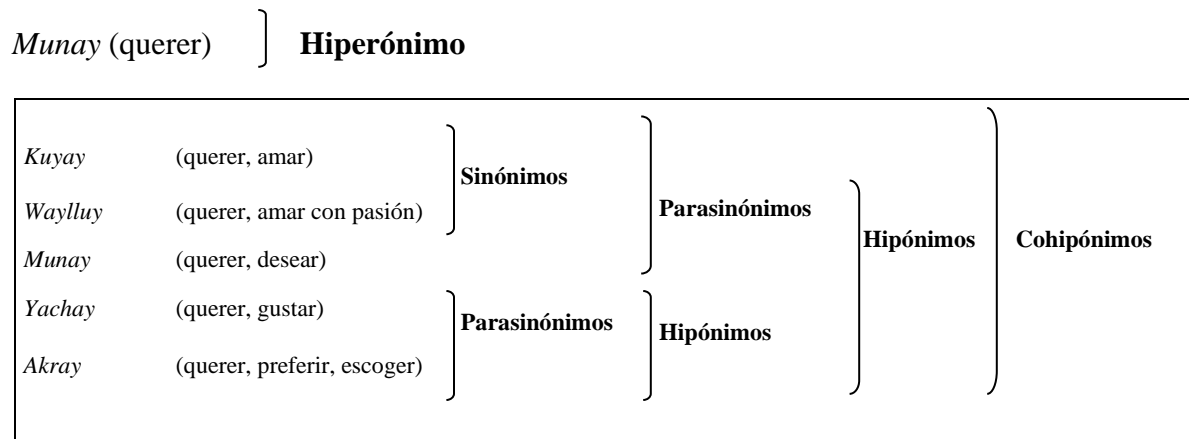 Munay (querer) Hiperónimo
Kuyay (querer, amar)
Sinónimos
Waylluy (querer, amar con pasión) Parasinónimos
Hipónimos Cohipónimos
Munay (querer, desear)
Yachay (querer, gustar)
Parasinónimos Hipónimos
Akray (querer, preferir, escoger)